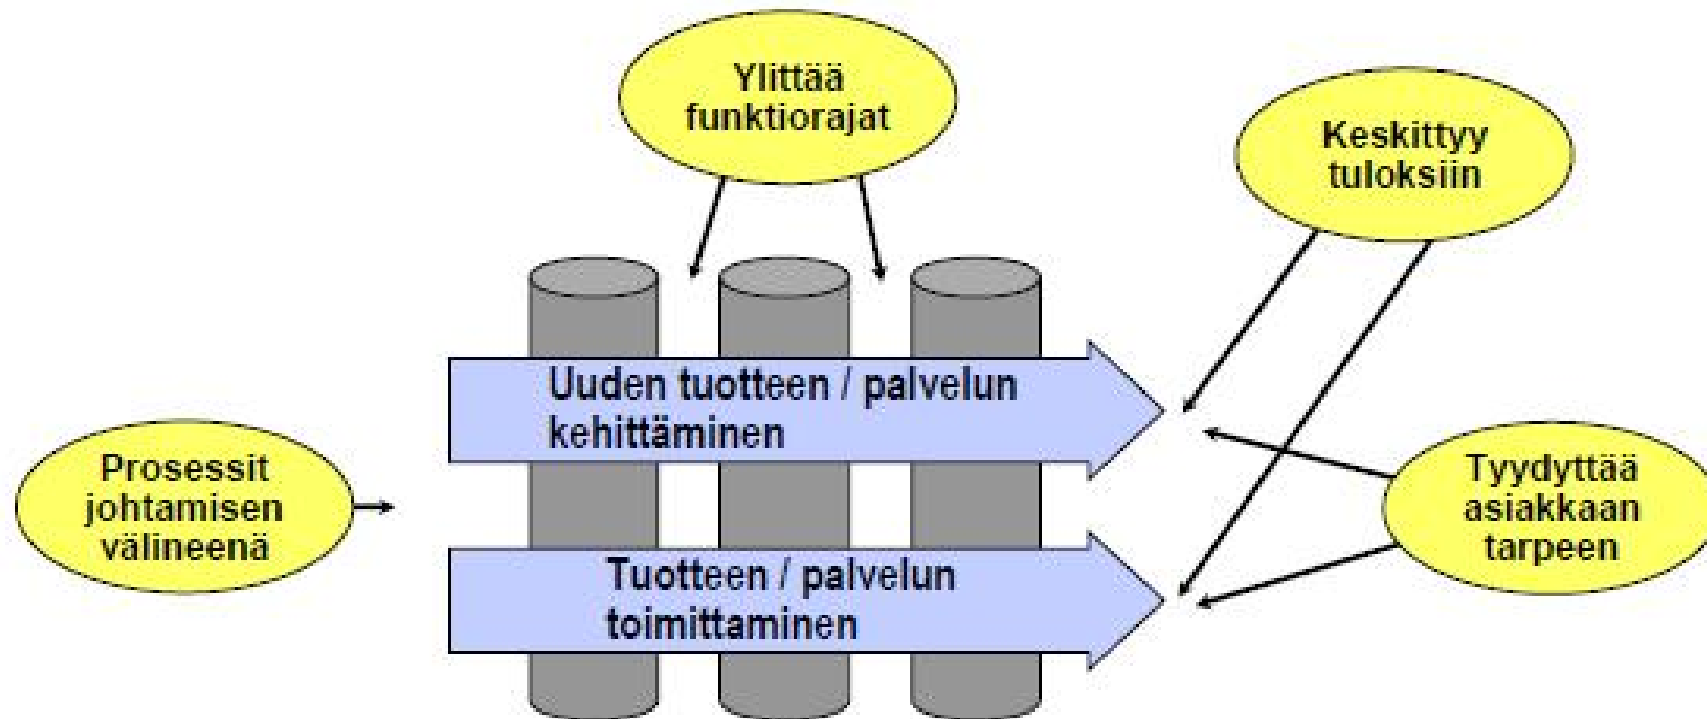 Ylittää
funktiorajat
Keskittyy
tuloksiin
Uuden tuotteen / palvelun
kehittäminen
Prosessit
johtamisen
välineenä
Tyydyttää
asiakkaan
tarpeen
Tuotteen / palvelun
toimittaminen